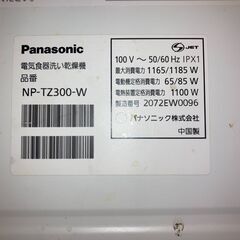 Panasonic
電気食器洗い乾燥機
品番
NP-TZ300-W
JET
100 V～ 50/60 Hz IPX1
最大消費電力 1165/1185 W
電動機定格消費電力 65/85 W
電熱装置定格消費電力 1100 W
製造番号 2072EW0096
パナソニック株式会社
中国製